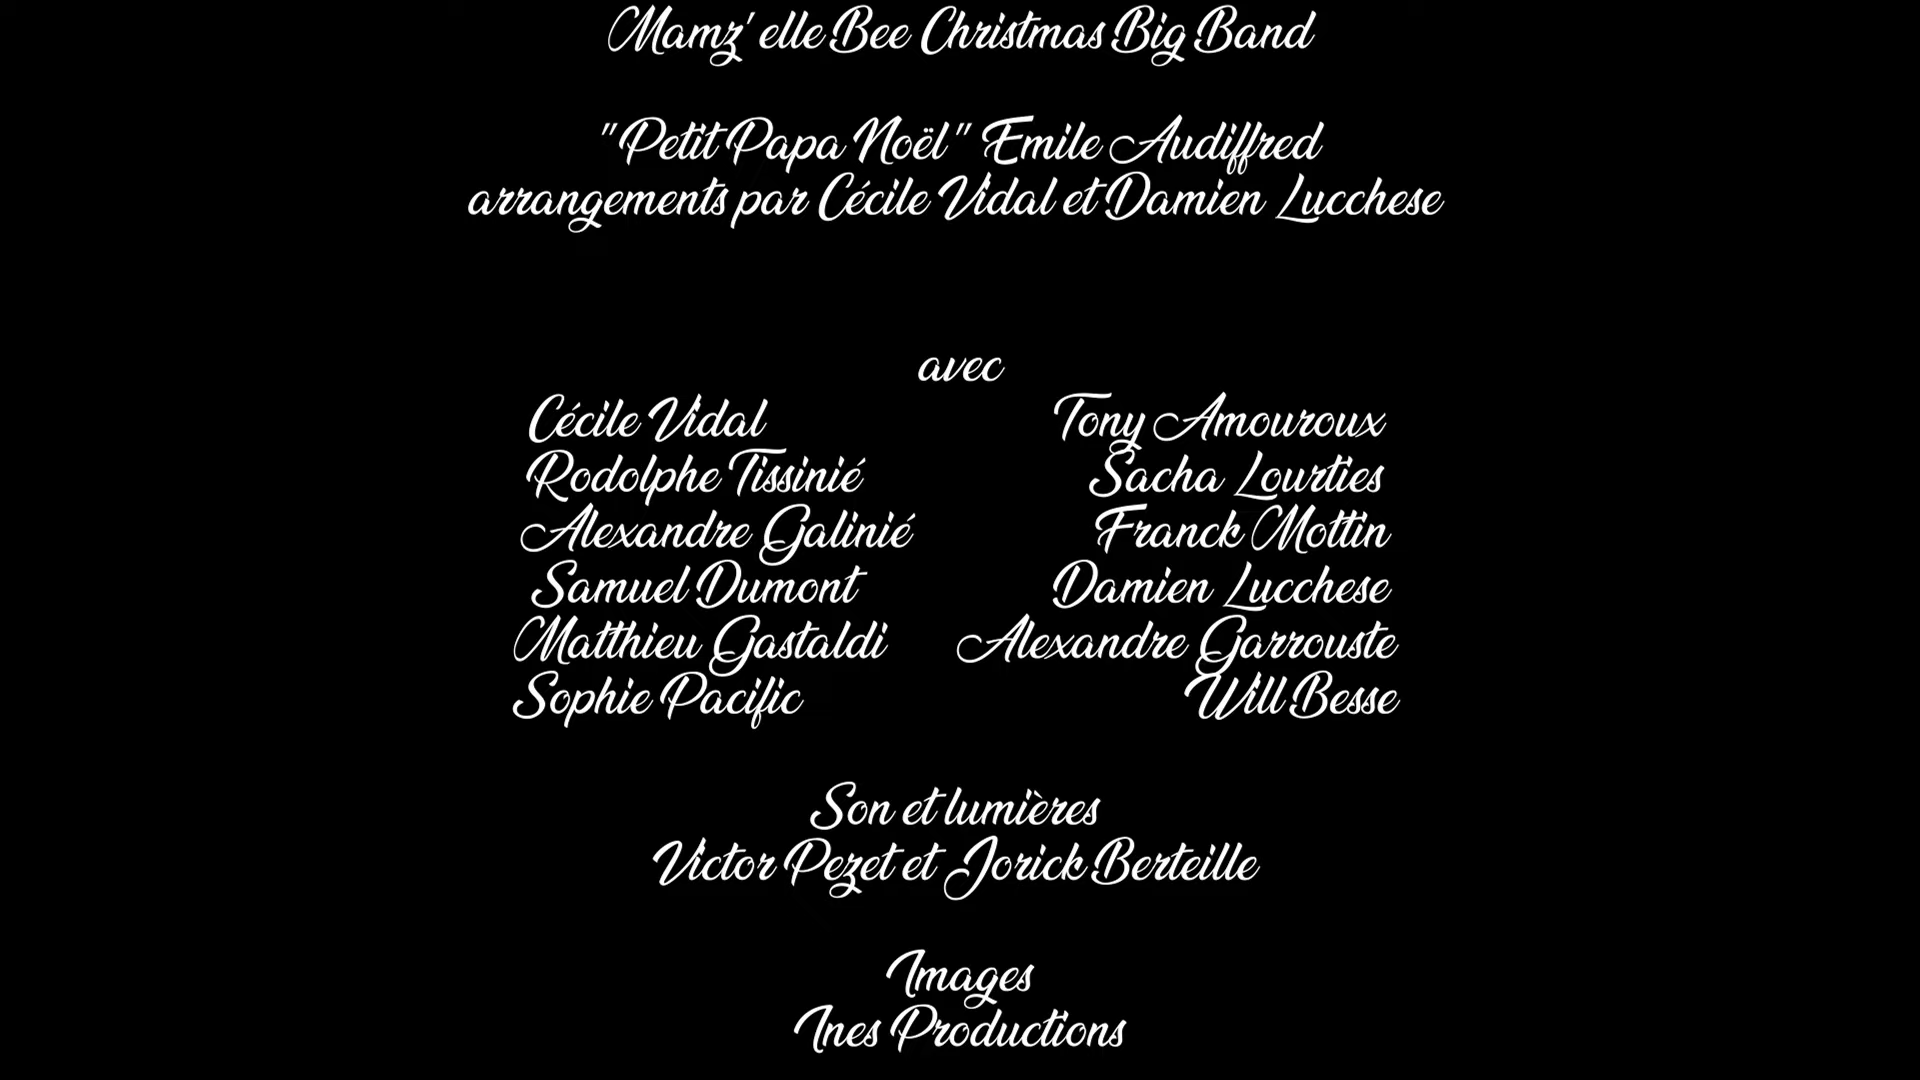 Mamz' elle Bee Christmas Big Band
"Petit Papa Noël" Emile Audiffred
arrangements par Cécile Vidal et Damien Lucchese
avec
Cécile Vidal Tony Amouroux
Rodolphe Tissinié Sacha Lourties
Alexandre Galinié Franck Mottin
Samuel Dumont Damien Lucchese
Matthieu Gastaldi Alexandre Garrouste
Sophie Pacific Will Besse
Son et lumières
Victor Pezet et Jorick Berteille
Images
Ines Productions